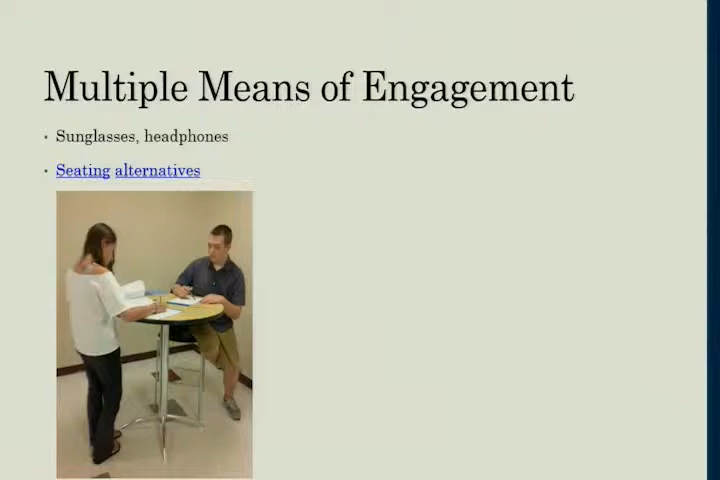 Multiple Means of Engagement
Sunglasses, headphones
Seating alternatives